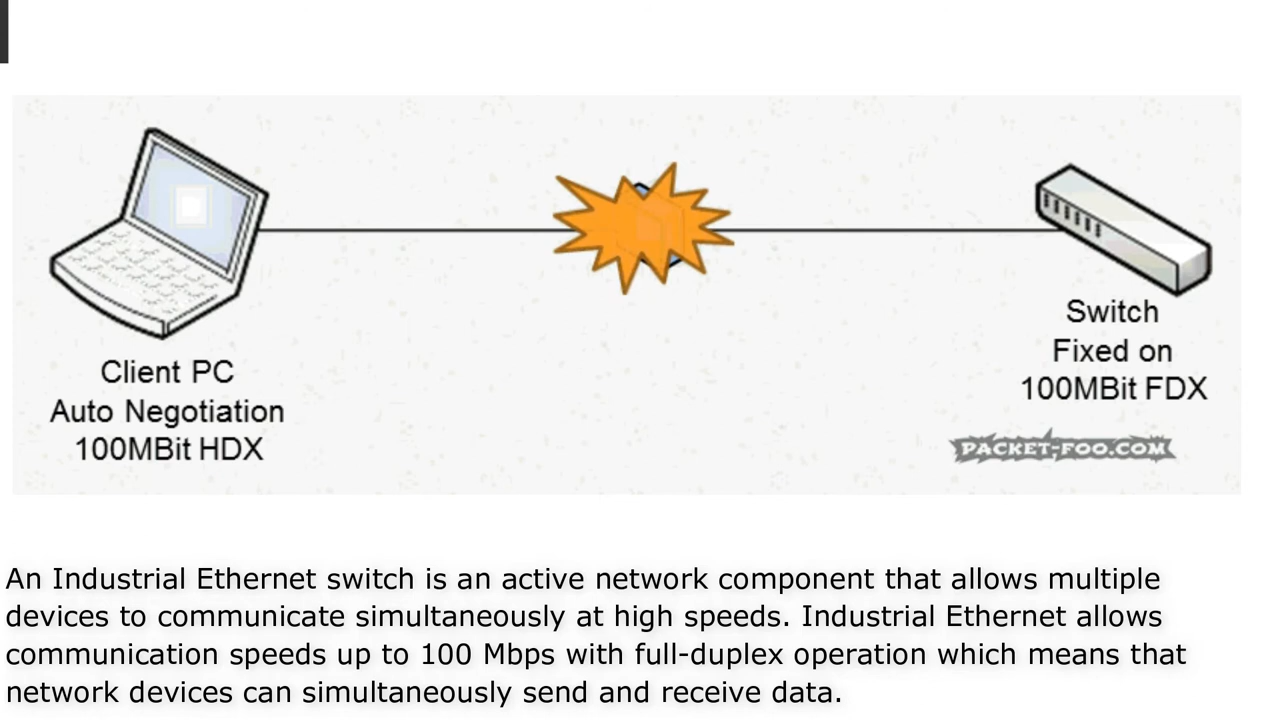 Client PC
Auto Negotiation
100MBit HDX
Switch
Fixed on
100MBit FDX
PACKET-FOO.COM
An Industrial Ethernet switch is an active network component that allows multiple
devices to communicate simultaneously at high speeds. Industrial Ethernet allows
communication speeds up to 100 Mbps with full-duplex operation which means that
network devices can simultaneously send and receive data.